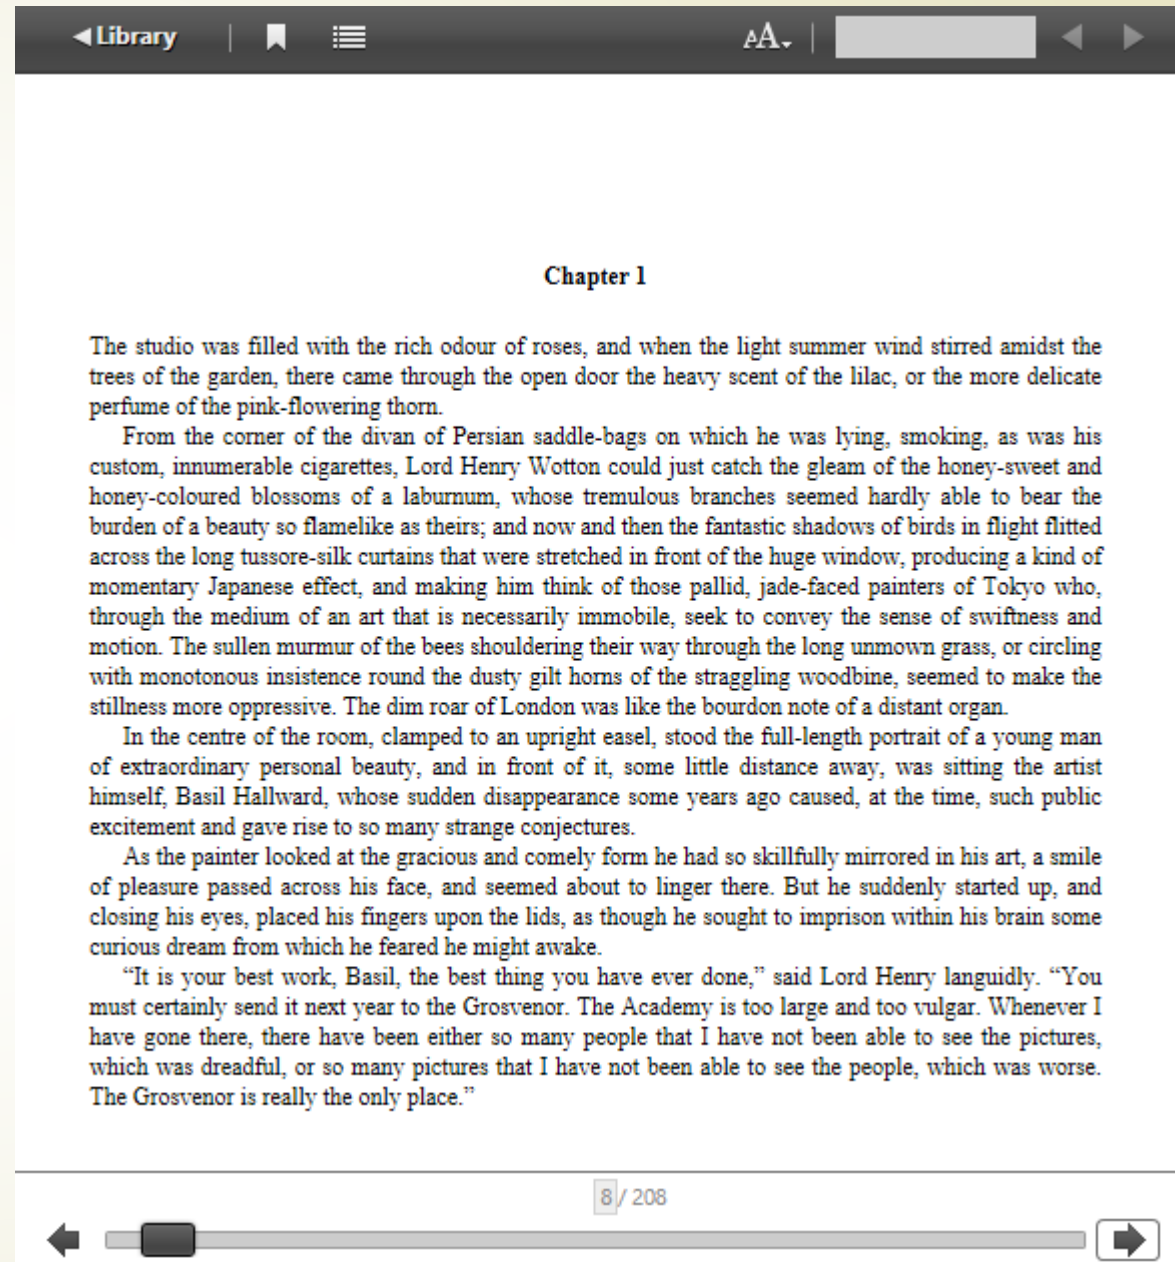 Library
AA
Chapter 1
The studio was filled with the rich odour of roses, and when the light summer wind stirred amidst the
trees of the garden, there came through the open door the heavy scent of the lilac, or the more delicate
perfume of the pink-flowering thorn.
From the corner of the divan of Persian saddle-bags on which he was lying, smoking, as was his
custom, innumerable cigarettes, Lord Henry Wotton could just catch the gleam of the honey-sweet and
honey-coloured blossoms of a laburnum, whose tremulous branches seemed hardly able to bear the
burden of a beauty so flamelike as theirs; and now and then the fantastic shadows of birds in flight flitted
across the long tussore-silk curtains that were stretched in front of the huge window, producing a kind of
momentary Japanese effect, and making him think of those pallid, jade-faced painters of Tokyo who,
through the medium of an art that is necessarily immobile, seek to convey the sense of swiftness and
motion. The sullen murmur of the bees shouldering their way through the long unmown grass, or circling
with monotonous insistence round the dusty gilt horns of the straggling woodbine, seemed to make the
stillness more oppressive. The dim roar of London was like the bourdon note of a distant organ.
In the centre of the room, clamped to an upright easel, stood the full-length portrait of a young man
of extraordinary personal beauty, and in front of it, some little distance away, was sitting the artist
himself, Basil Hallward, whose sudden disappearance some years ago caused, at the time, such public
excitement and gave rise to so many strange conjectures.
As the painter looked at the gracious and comely form he had so skillfully mirrored in his art, a smile
of pleasure passed across his face, and seemed about to linger there. But he suddenly started up, and
closing his eyes, placed his fingers upon the lids, as though he sought to imprison within his brain some
curious dream from which he feared he might awake.
“It is your best work, Basil, the best thing you have ever done,” said Lord Henry languidly. “You
must certainly send it next year to the Grosvenor. The Academy is too large and too vulgar. Whenever I
have gone there, there have been either so many people that I have not been able to see the pictures,
which was dreadful, or so many pictures that I have not been able to see the people, which was worse.
The Grosvenor is really the only place.”
8 / 208